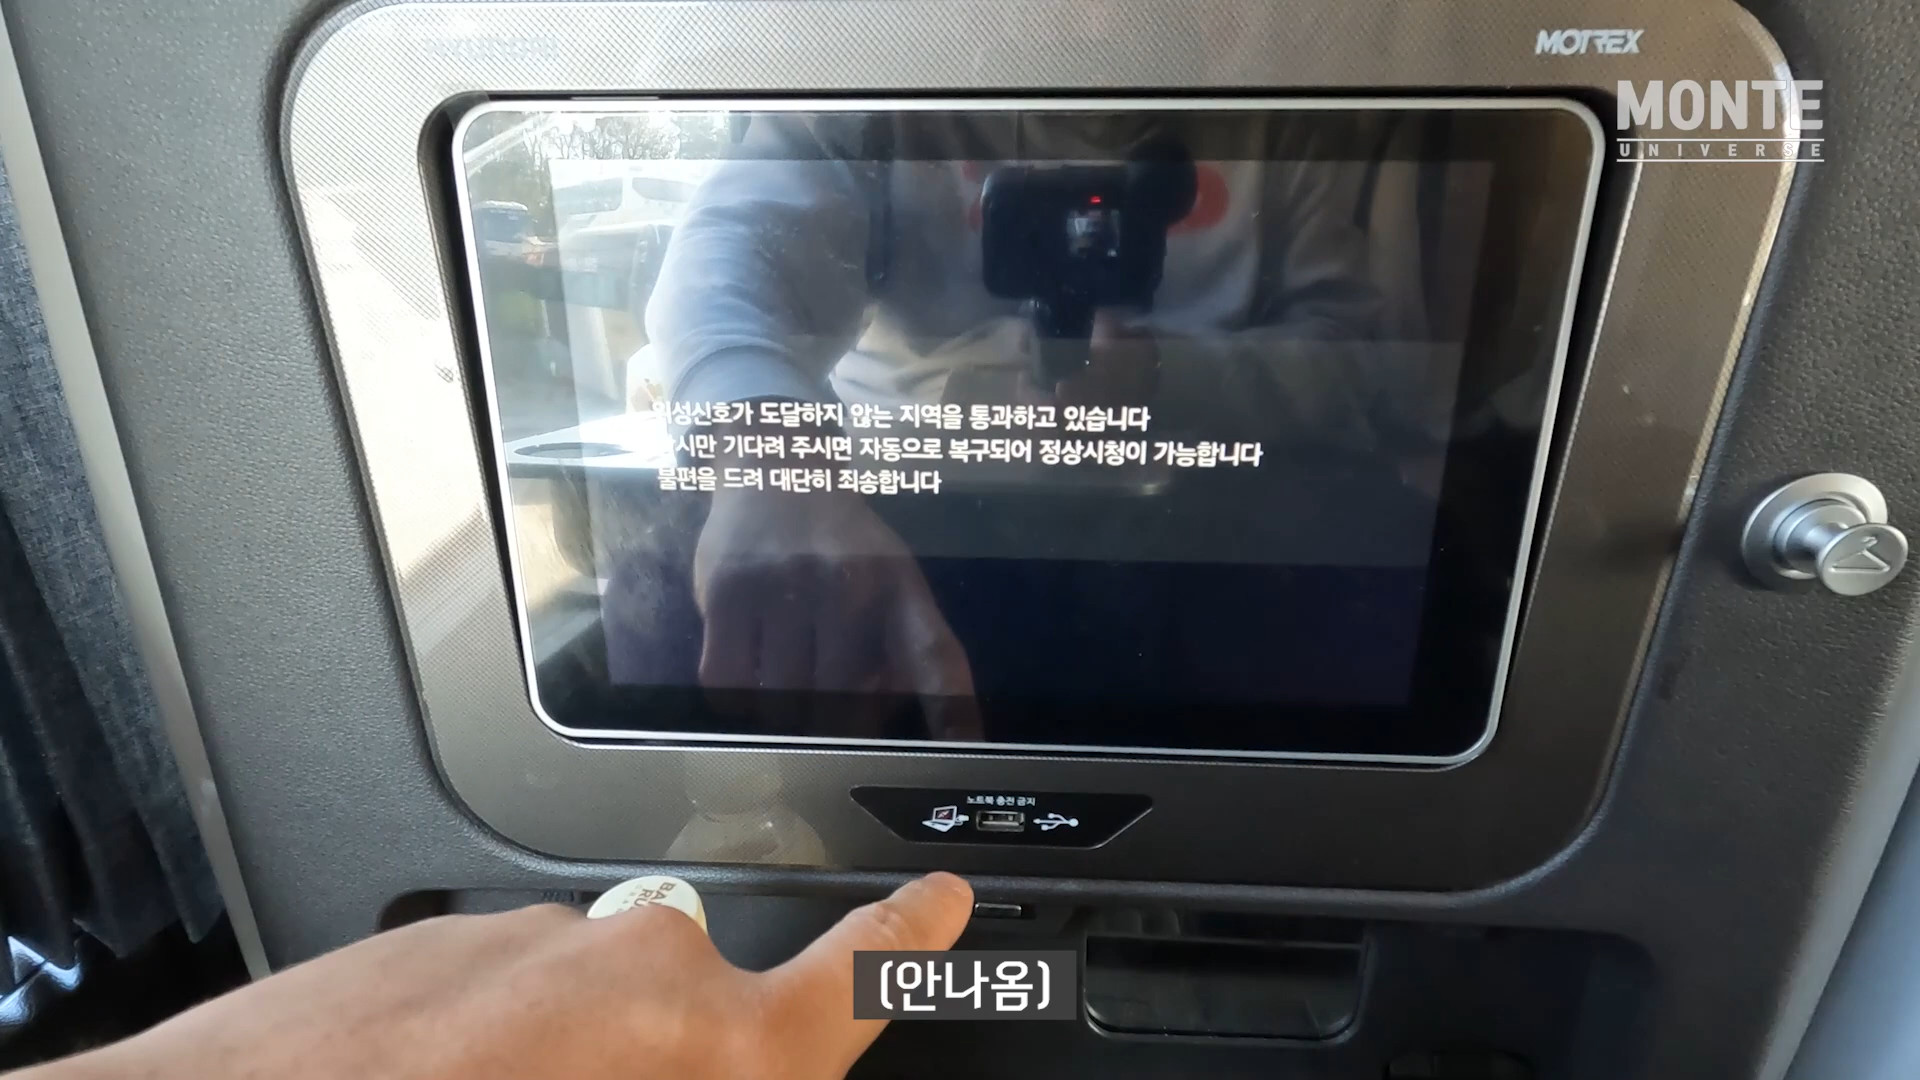 MOTREX
MONTE
UNIVERSE
위성신호가 도달하지 않는 지역을 통과하고 있습니다
잠시만 기다려 주시면 자동으로 복구되어 정상시청이 가능합니다
불편을 드려 대단히 죄송합니다
노트북 충전 금지
(안나옴)